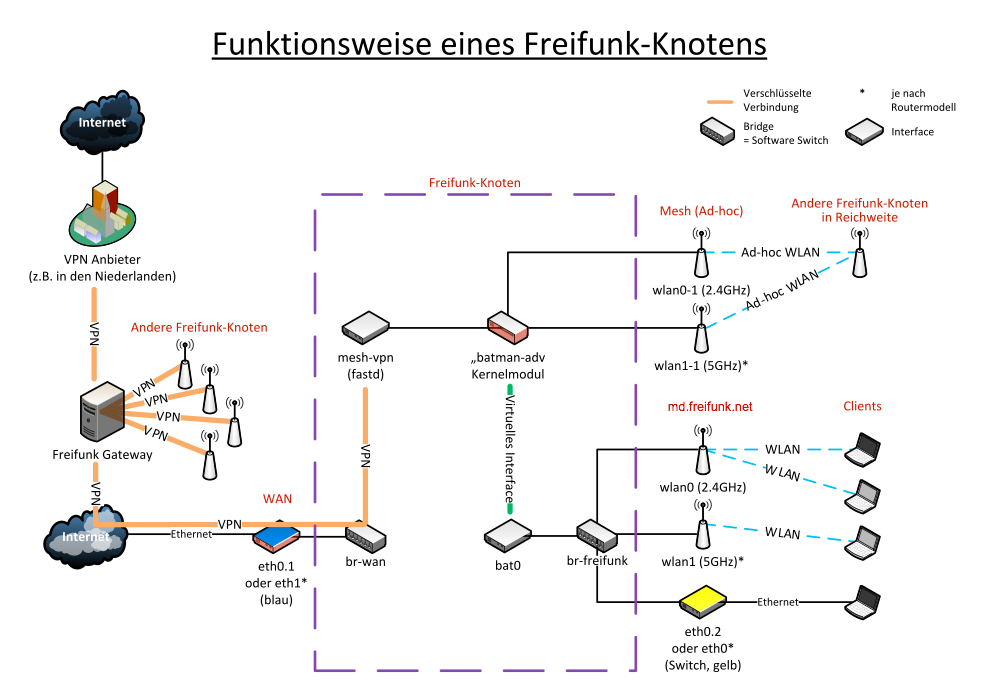 Funktionsweise eines Freifunk-Knotens
Verschlüsselte
Verbindung
*
je nach
Routermodell
Bridge
= Software Switch
Interface
Internet
VPN Anbieter
(z.B. in den Niederlanden)
VPN
Andere Freifunk-Knoten
VPN
VPN
VPN
VPN
Freifunk Gateway
VPN
Internet
VPN
Ethernet
WAN
eth0.1
oder eth1*
(blau)
Freifunk-Knoten
mesh-vpn
(fastd)
VPN
br-wan
„batman-adv
Kernelmodul
Virtuelles Interface
bat0
br-freifunk
Mesh (Ad-hoc)
Andere Freifunk-Knoten
in Reichweite
Ad-hoc WLAN
wlan0-1 (2.4GHz)
Ad-hoc WLAN
wlan1-1 (5GHz)*
md.freifunk.net
Clients
WLAN
WLAN
wlan0 (2.4GHz)
WLAN
wlan1 (5GHz)*
Ethernet
eth0.2
oder eth0*
(Switch, gelb)